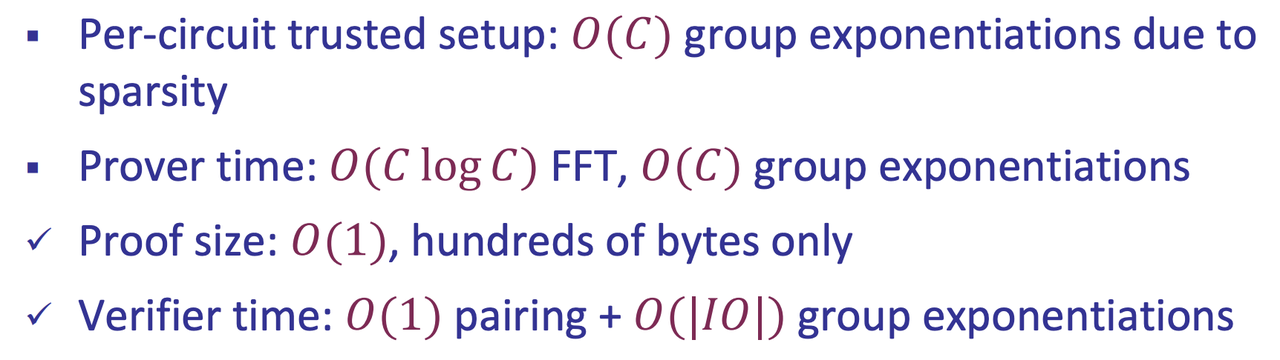 ▪ Per-circuit trusted setup: O(C) group exponentiations due to
sparsity
▪ Prover time: O(C log C) FFT, O(C) group exponentiations
✓ Proof size: O(1), hundreds of bytes only
✓ Verifier time: O(1) pairing + O(|IO|) group exponentiations